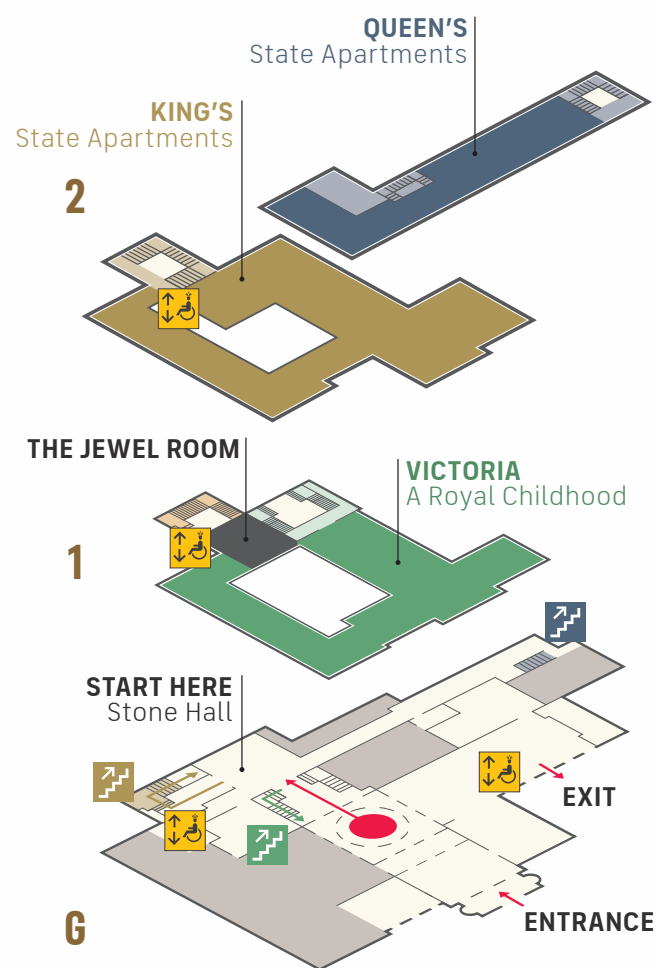 QUEEN'S
State Apartments
KING'S
State Apartments
2
THE JEWEL ROOM
VICTORIA
A Royal Childhood
1
START HERE
Stone Hall
EXIT
ENTRANCE
G